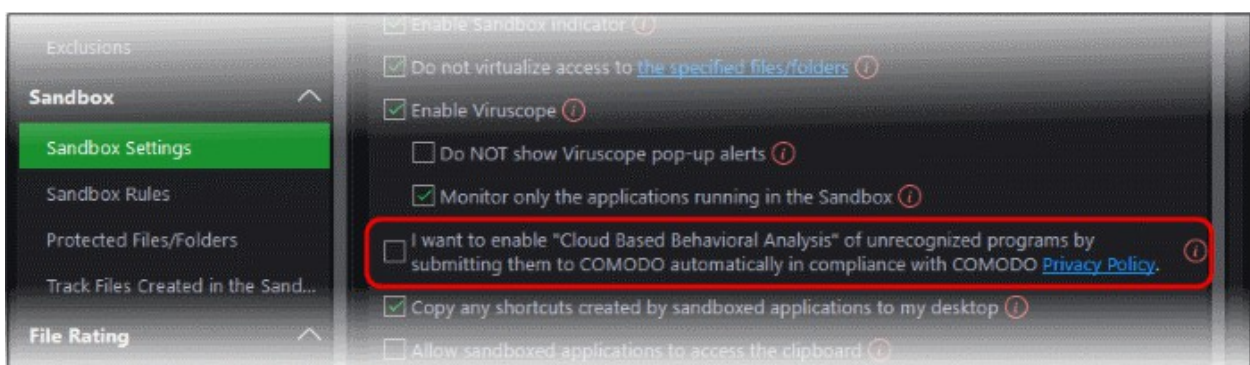 Exclusions
Sandbox
Sandbox Settings
Sandbox Rules
Protected Files/Folders
Track Files Created in the Sand...
File Rating
Enable Sandbox indicator
Do not virtualize access to the specified files/folders
Enable Viruscope
Do NOT show Viruscope pop-up alerts
Monitor only the applications running in the Sandbox
I want to enable "Cloud Based Behavioral Analysis" of unrecognized programs by
submitting them to COMODO automatically in compliance with COMODO Privacy Policy.
Copy any shortcuts created by sandboxed applications to my desktop
Allow sandboxed applications to access the clipboard